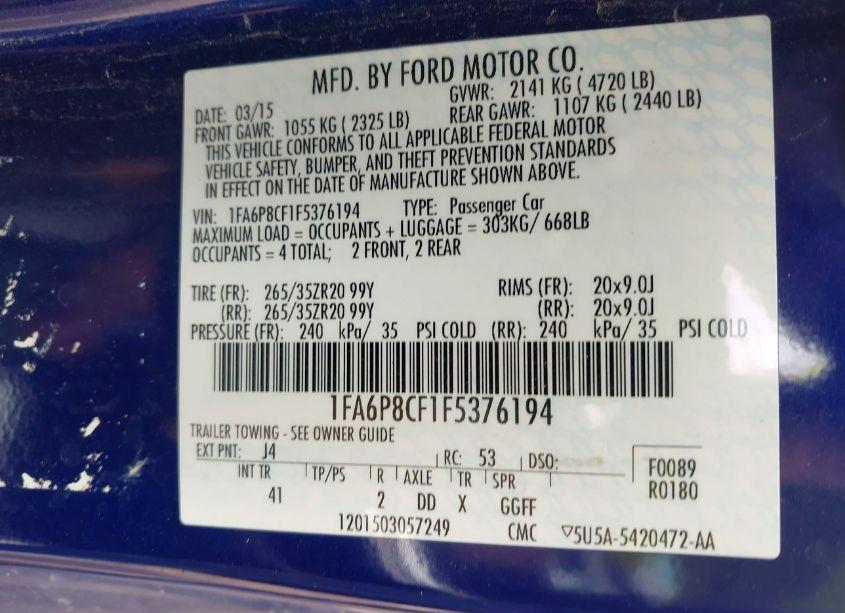 MFD. BY FORD MOTOR CO.
DATE: 03/15 GVWR: 2141 KG ( 4720 LB)
FRONT GAWR: 1055 KG ( 2325 LB) REAR GAWR: 1107 KG ( 2440 LB)
THIS VEHICLE CONFORMS TO ALL APPLICABLE FEDERAL MOTOR
VEHICLE SAFETY, BUMPER, AND THEFT PREVENTION STANDARDS
IN EFFECT ON THE DATE OF MANUFACTURE SHOWN ABOVE.
VIN: 1FA6P8CF1F5376194 TYPE: Passenger Car
MAXIMUM LOAD = OCCUPANTS + LUGGAGE = 303KG/ 668LB
OCCUPANTS = 4 TOTAL; 2 FRONT, 2 REAR
TIRE (FR): 265/35ZR20 99Y RIMS (FR): 20x9.0J
(RR): 265/35ZR20 99Y (RR): 20x9.0J
PRESSURE (FR): 240 kPa/ 35 PSI COLD (RR): 240 kPa/ 35 PSI COLD
1FA6P8CF1F5376194
TRAILER TOWING - SEE OWNER GUIDE
EXT PNT: J4 RC: 53 DSO: F0089
INT TR TP/PS R AXLE TR SPR R0180
41 2 DD X GGFF
1201503057249 CMC ▽5U5A-5420472-AA